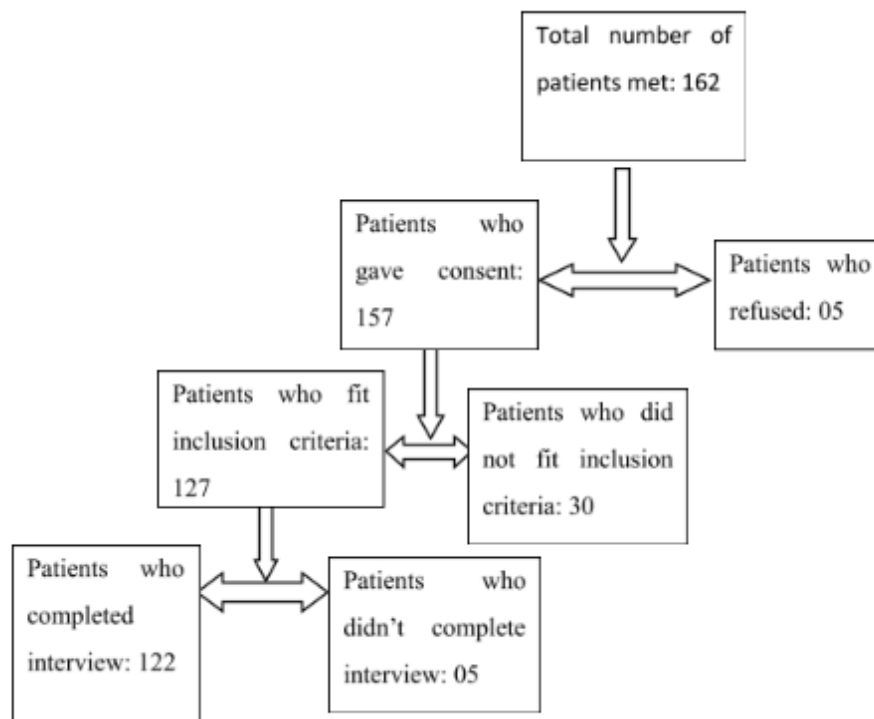 Total number of
patients met: 162
Patients who
gave consent:
157
Patients who
refused: 05
Patients who fit
inclusion criteria:
127
Patients who did
not fit inclusion
criteria: 30
Patients who
completed
interview: 122
Patients who
didn’t complete
interview: 05